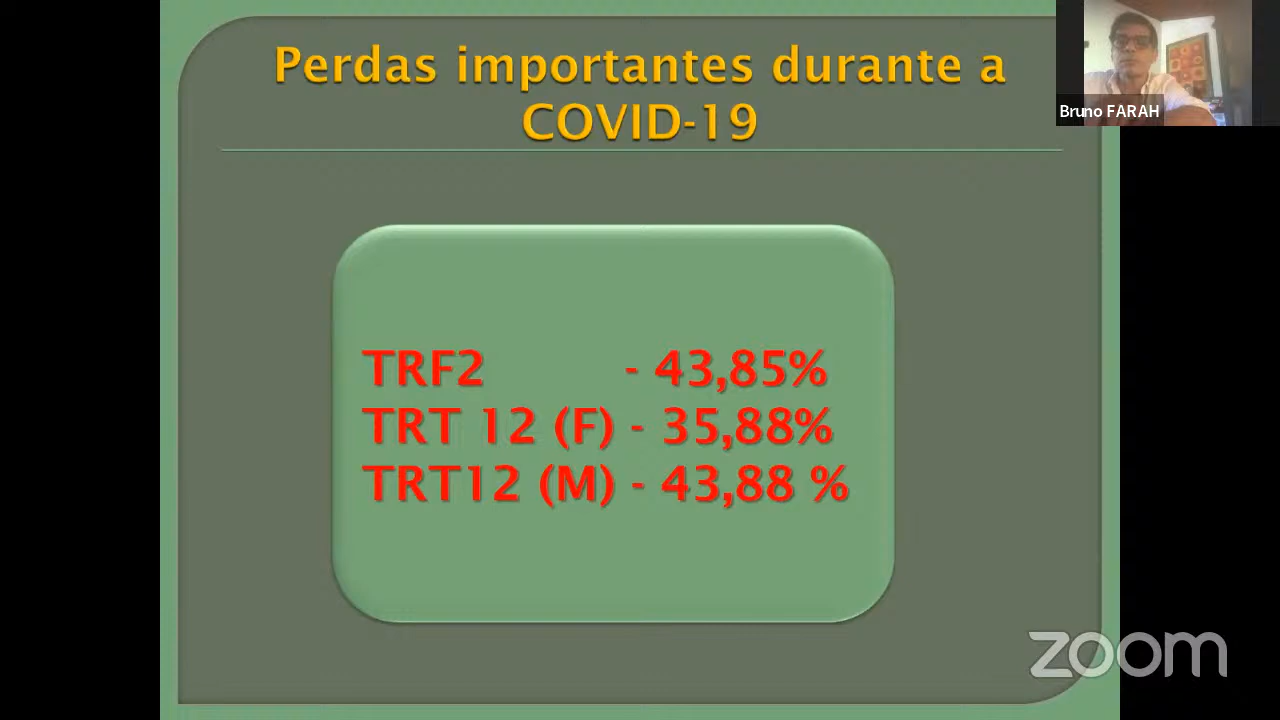 Perdas importantes durante a
COVID-19
Bruno FARAH
TRF2 - 43,85%
TRT 12 (F) - 35,88%
TRT12 (M) - 43,88 %
zoom